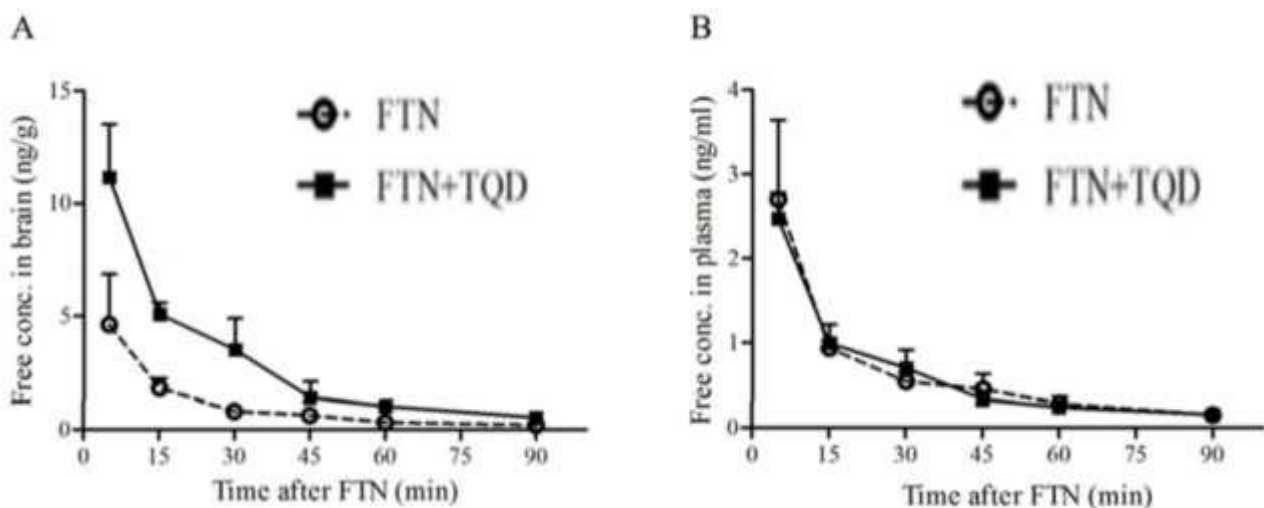 A
Free conc. in brain (ng/g)
15
10
5
0
FTN
FTN+TQD
0 15 30 45 60 75 90
Time after FTN (min)
B
Free conc. in plasma (ng/ml)
4
3
2
1
0
FTN
FTN+TQD
0 15 30 45 60 75 90
Time after FTN (min)